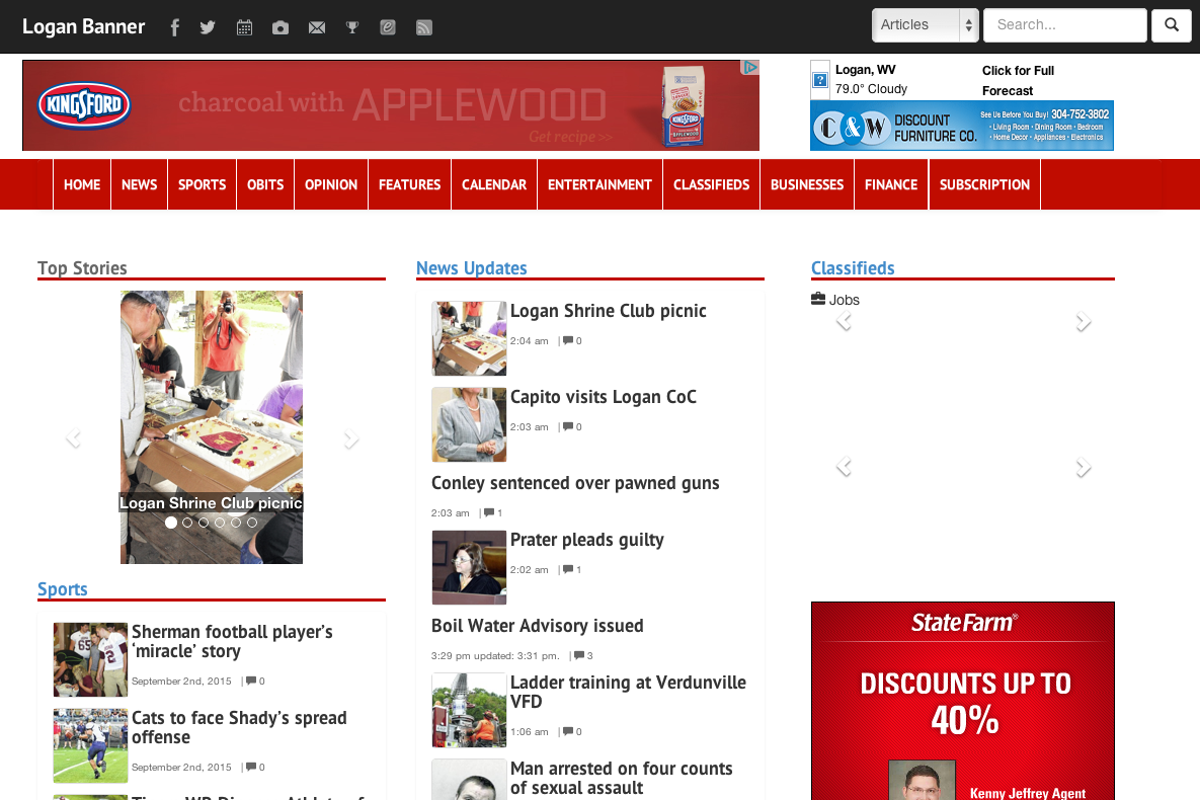 Logan Banner
Articles
Search...
KINGSFORD
charcoal with APPLEWOOD
Get recipe >>
Logan, WV
79.0° Cloudy
Click for Full
Forecast
C & W DISCOUNT
FURNITURE CO.
See Us Before You Buy! 304-752-3802
• Living Room • Dining Room • Bedroom
• Home Decor • Appliances • Electronics
HOME NEWS SPORTS OBITS OPINION FEATURES CALENDAR ENTERTAINMENT CLASSIFIEDS BUSINESSES FINANCE SUBSCRIPTION
Top Stories
Logan Shrine Club picnic
Sports
Sherman football player’s
‘miracle’ story
September 2nd, 2015 | 0
Cats to face Shady’s spread
offense
September 2nd, 2015 | 0
News Updates
Logan Shrine Club picnic
2:04 am | 0
Capito visits Logan CoC
2:03 am | 0
Conley sentenced over pawned guns
2:03 am | 1
Prater pleads guilty
2:02 am | 1
Boil Water Advisory issued
3:29 pm updated: 3:31 pm. | 3
Ladder training at Verdunville
VFD
1:06 am | 0
Man arrested on four counts
of sexual assault
Classifieds
Jobs
StateFarm®
DISCOUNTS UP TO
40%
Kenny Jeffrey Agent